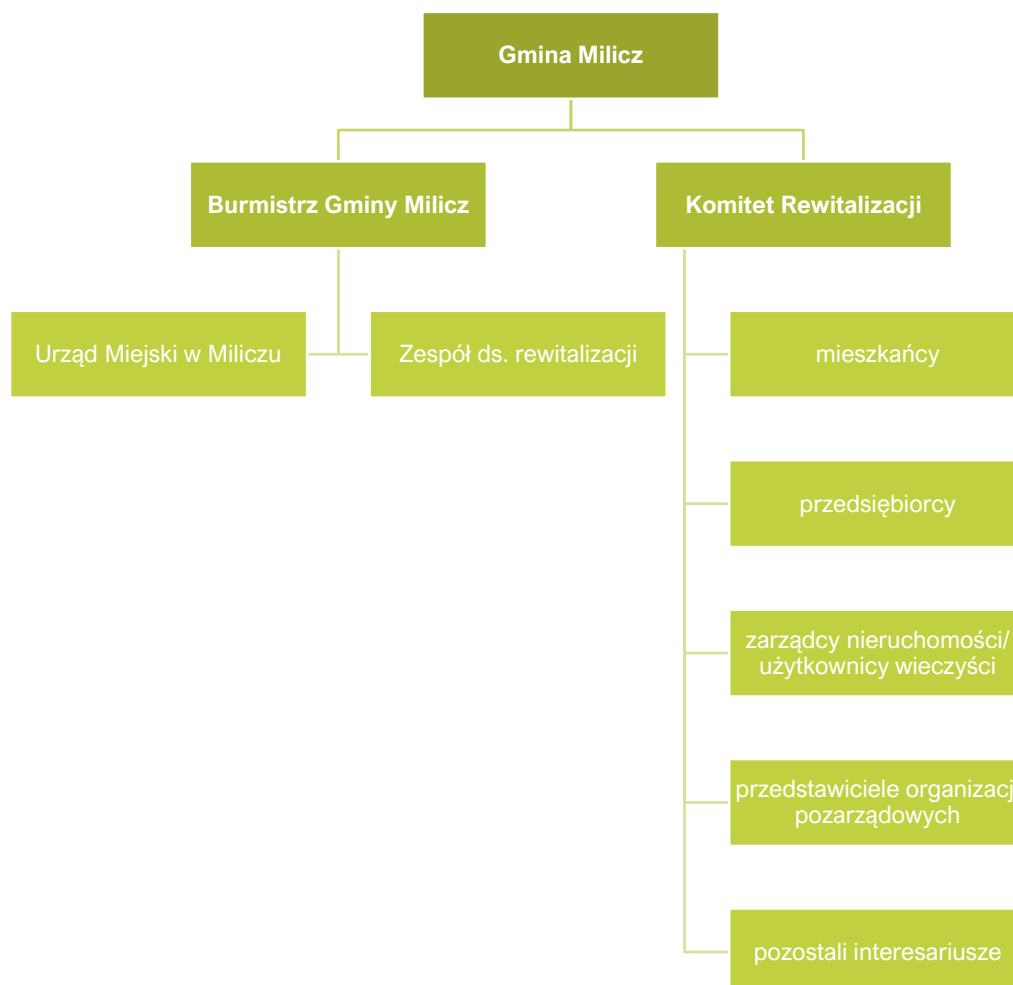 Gmina Milicz
Burmistrz Gminy Milicz
Komitet Rewitalizacji
Urząd Miejski w Miliczu
Zespół ds. rewitalizacji
mieszkańcy
przedsiębiorcy
zarządcy nieruchomości/
użytkownicy wieczyści
przedstawiciele organizacji
pozarządowych
pozostali interesariusze